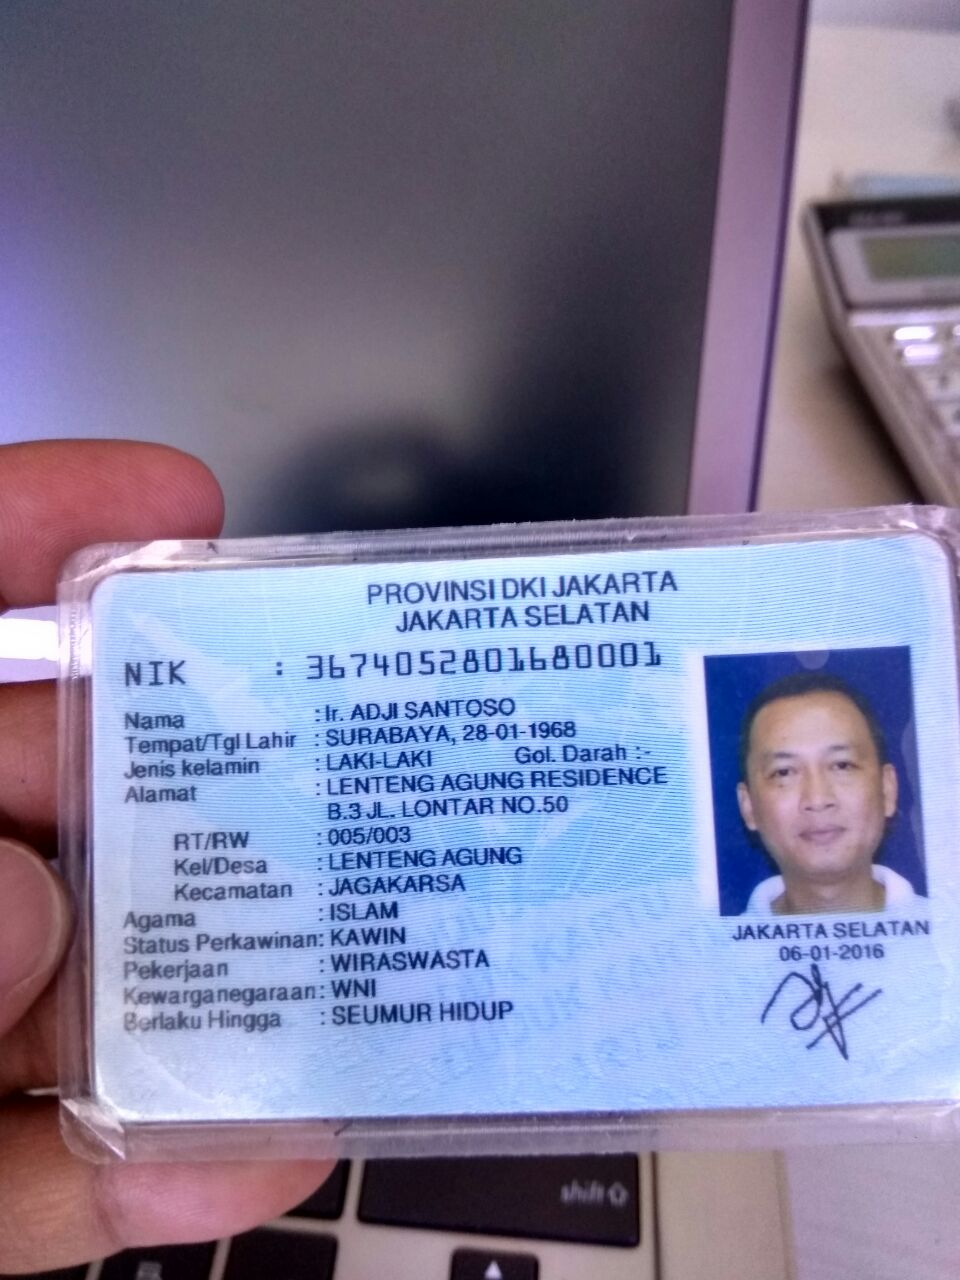 PROVINSI DKI JAKARTA
JAKARTA SELATAN
NIK : 3674052801680001
Nama : Ir. ADJI SANTOSO
Tempat/Tgl Lahir : SURABAYA, 28-01-1968
Jenis kelamin : LAKI-LAKI Gol. Darah :-
Alamat : LENTENG AGUNG RESIDENCE
B.3 JL. LONTAR NO.50
RT/RW : 005/003
Kel/Desa : LENTENG AGUNG
Kecamatan : JAGAKARSA
Agama : ISLAM
Status Perkawinan: KAWIN
Pekerjaan : WIRASWASTA
Kewarganegaraan: WNI
Berlaku Hingga : SEUMUR HIDUP
JAKARTA SELATAN
06-01-2016
shift